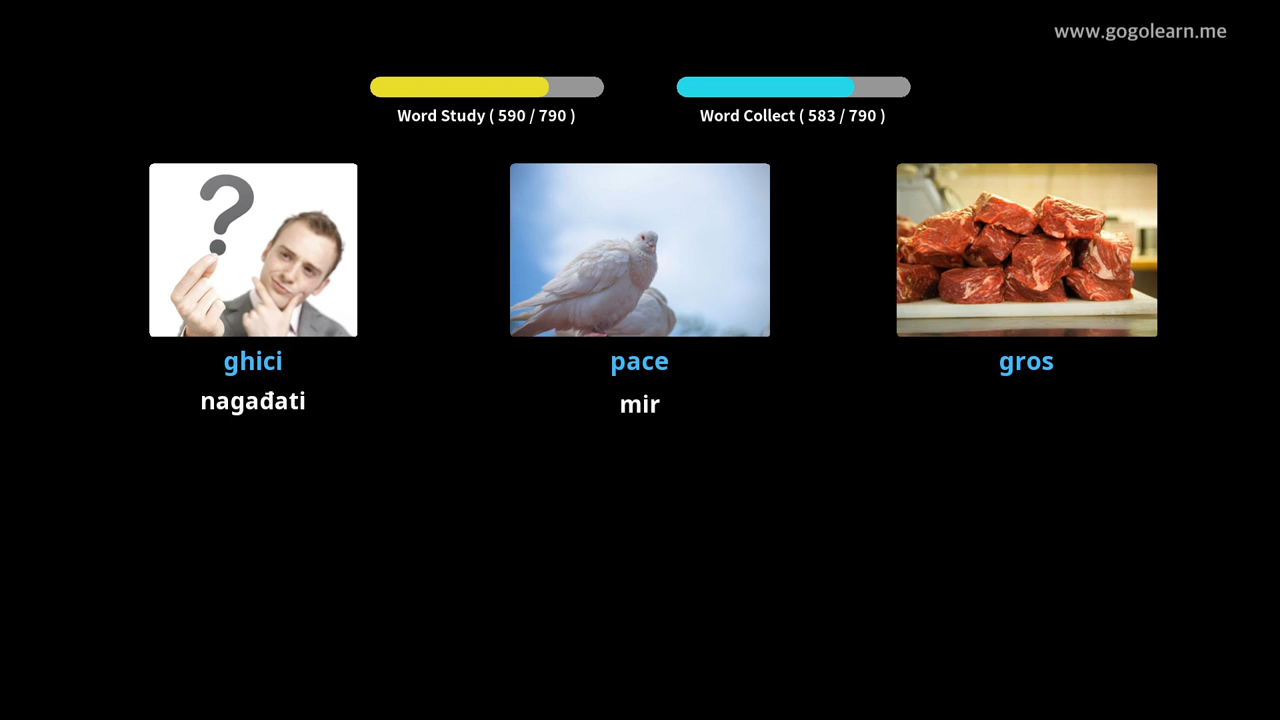 www.gogolearn.me
Word Study ( 590 / 790 )
Word Collect ( 583 / 790 )
ghici
pace
gros
nagađati
mir